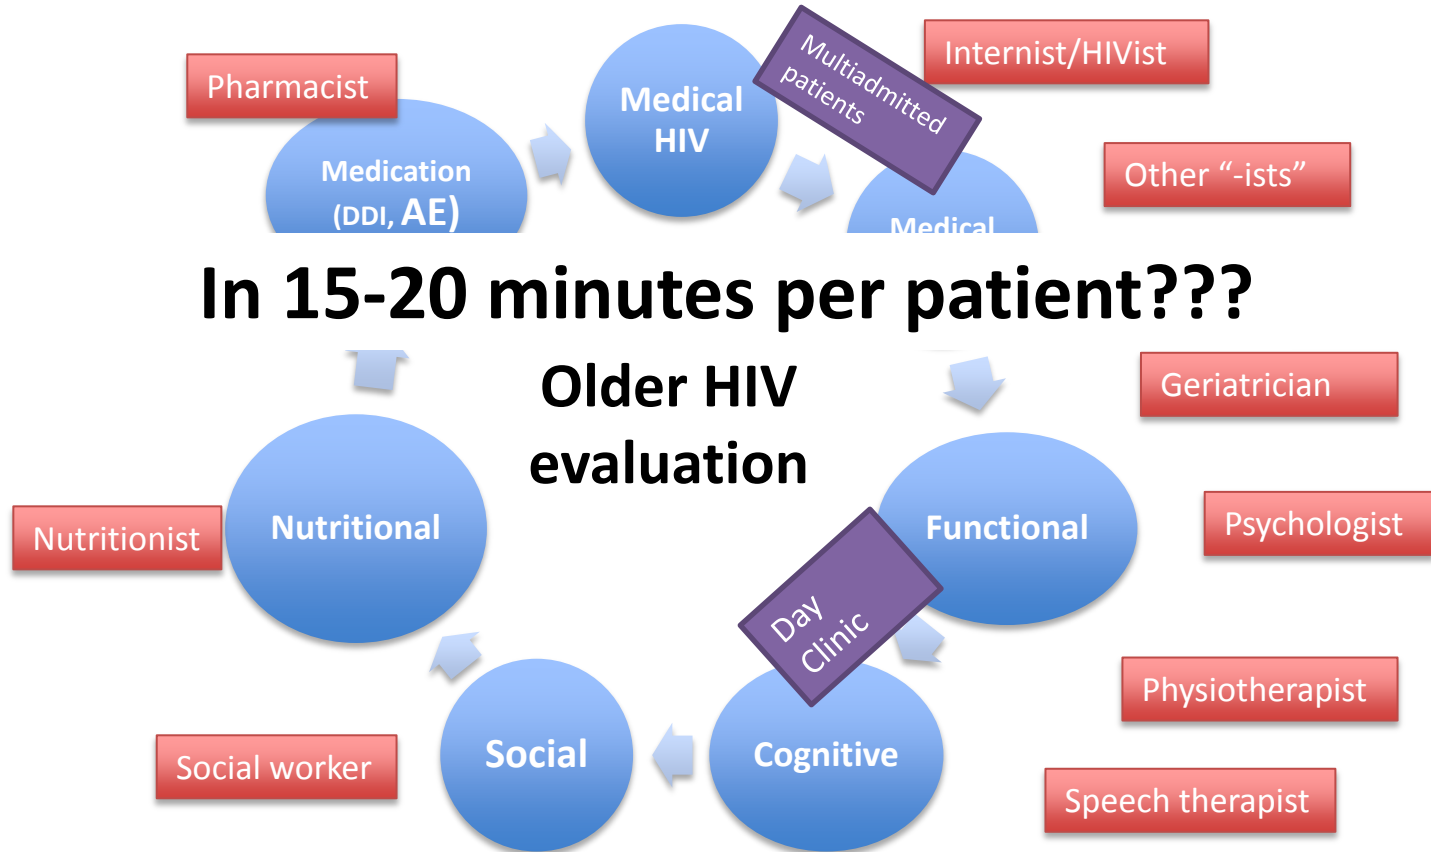 Pharmacist
Medical
HIV
Multiadmitted
patients
Internist/HIVist
Other “-ists”
Medication
(DDI, AE)
Medical
In 15-20 minutes per patient???
Older HIV
evaluation
Geriatrician
Nutritionist
Nutritional
Functional
Psychologist
Day
Clinic
Physiotherapist
Social worker
Social
Cognitive
Speech therapist